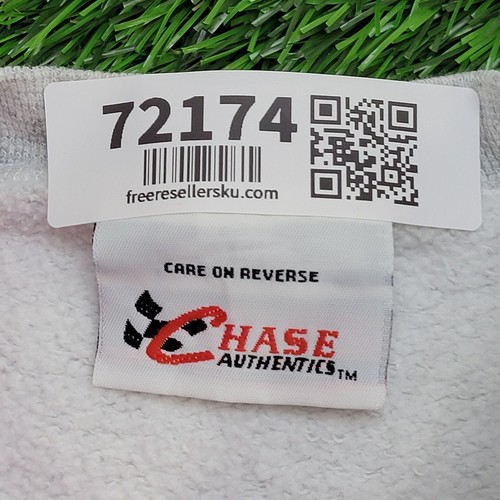 72174
freeresellersku.com
CARE ON REVERSE
CHASE
AUTHENTICS™